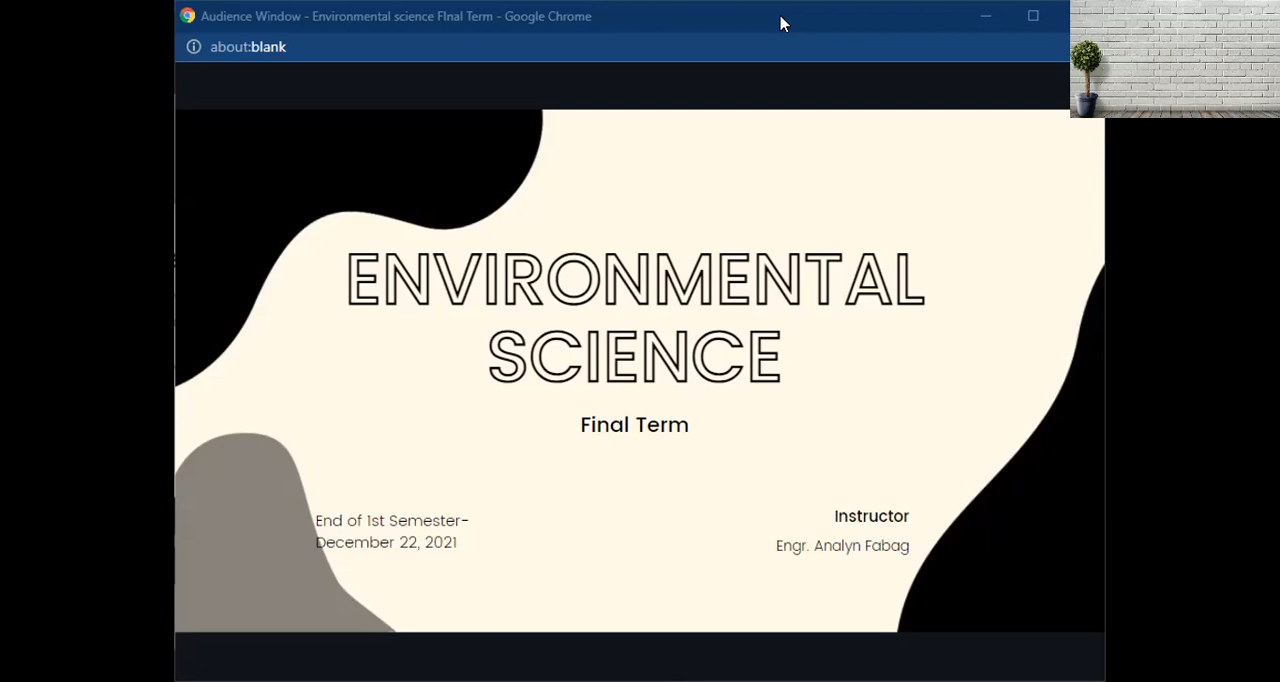 Audience Window - Environmental science FInal Term - Google Chrome
about:blank
ENVIRONMENTAL
SCIENCE
Final Term
End of 1st Semester-
December 22, 2021
Instructor
Engr. Analyn Fabag